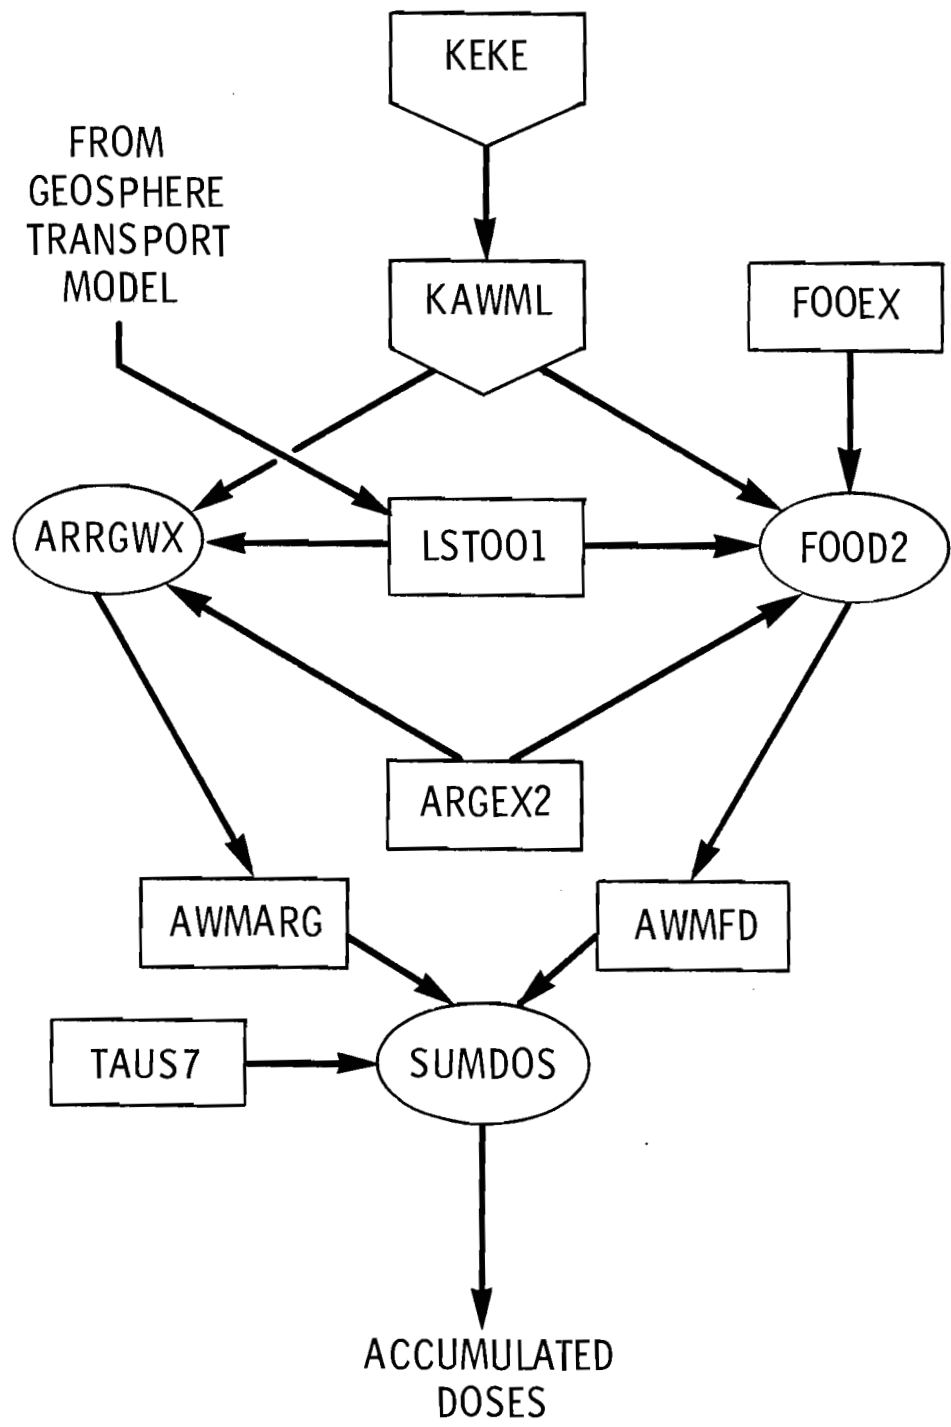 KEKE
FROM
GEOSPHERE
TRANSPORT
MODEL
KAWML
FOOEX
ARRGWX
LST001
FOOD2
ARGEX2
AWMARG
AWMFD
TAUS7
SUMDOS
ACCUMULATED
DOSES